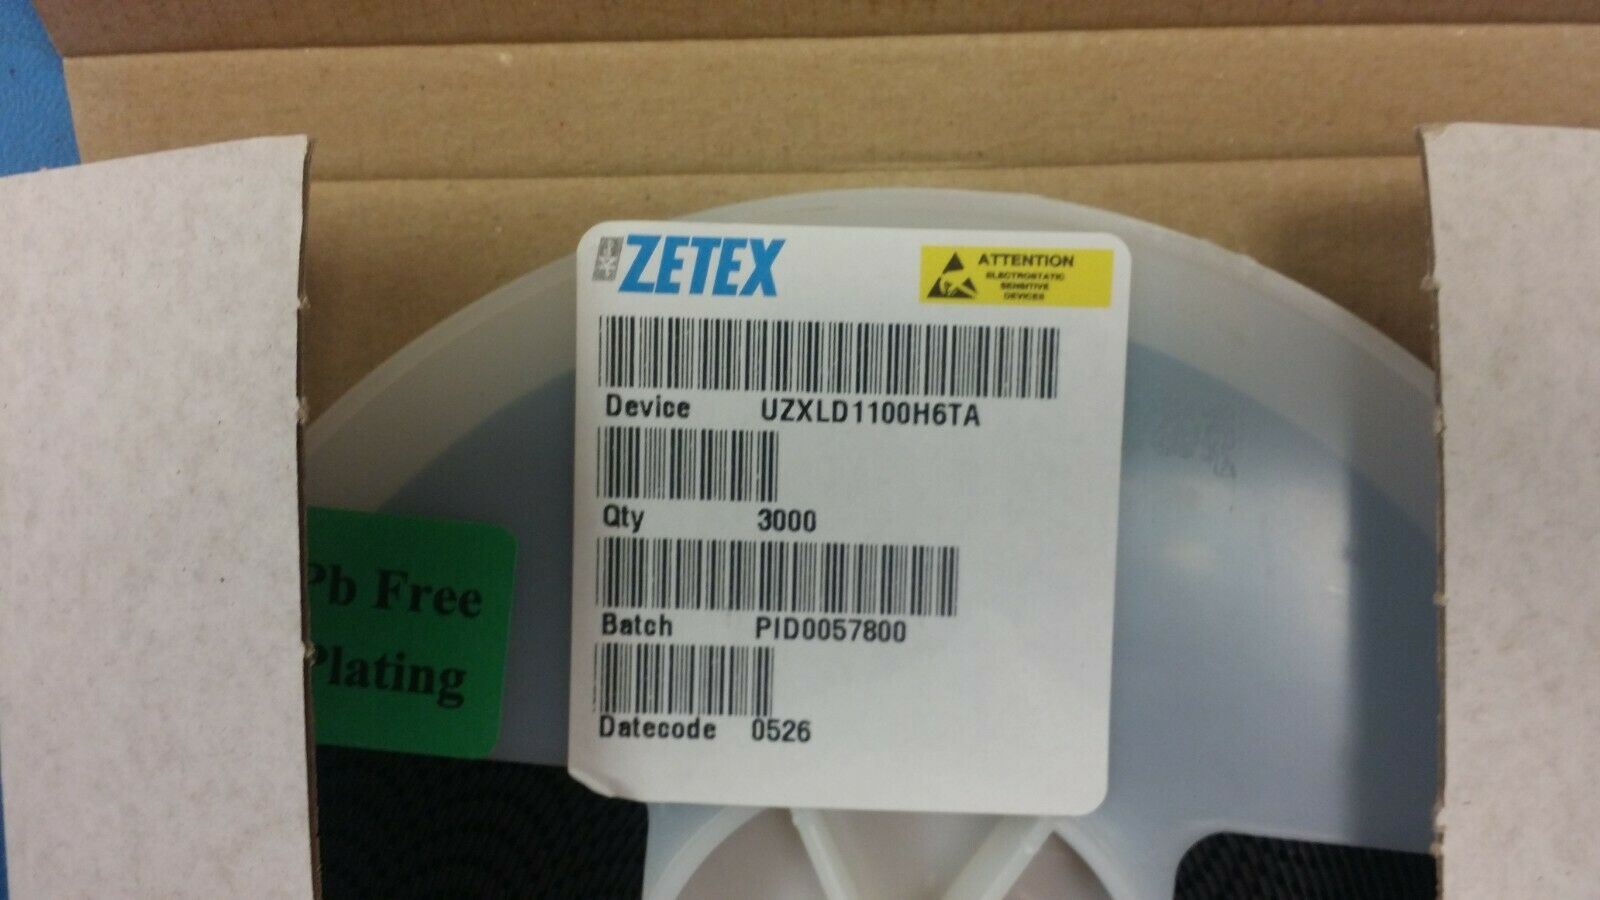 ZETEX
ATTENTION
ELECTROSTATIC
SENSITIVE
DEVICES
Device UZXLD1100H6TA
Qty 3000
Batch PID0057800
Datecode 0526
Pb Free
Plating